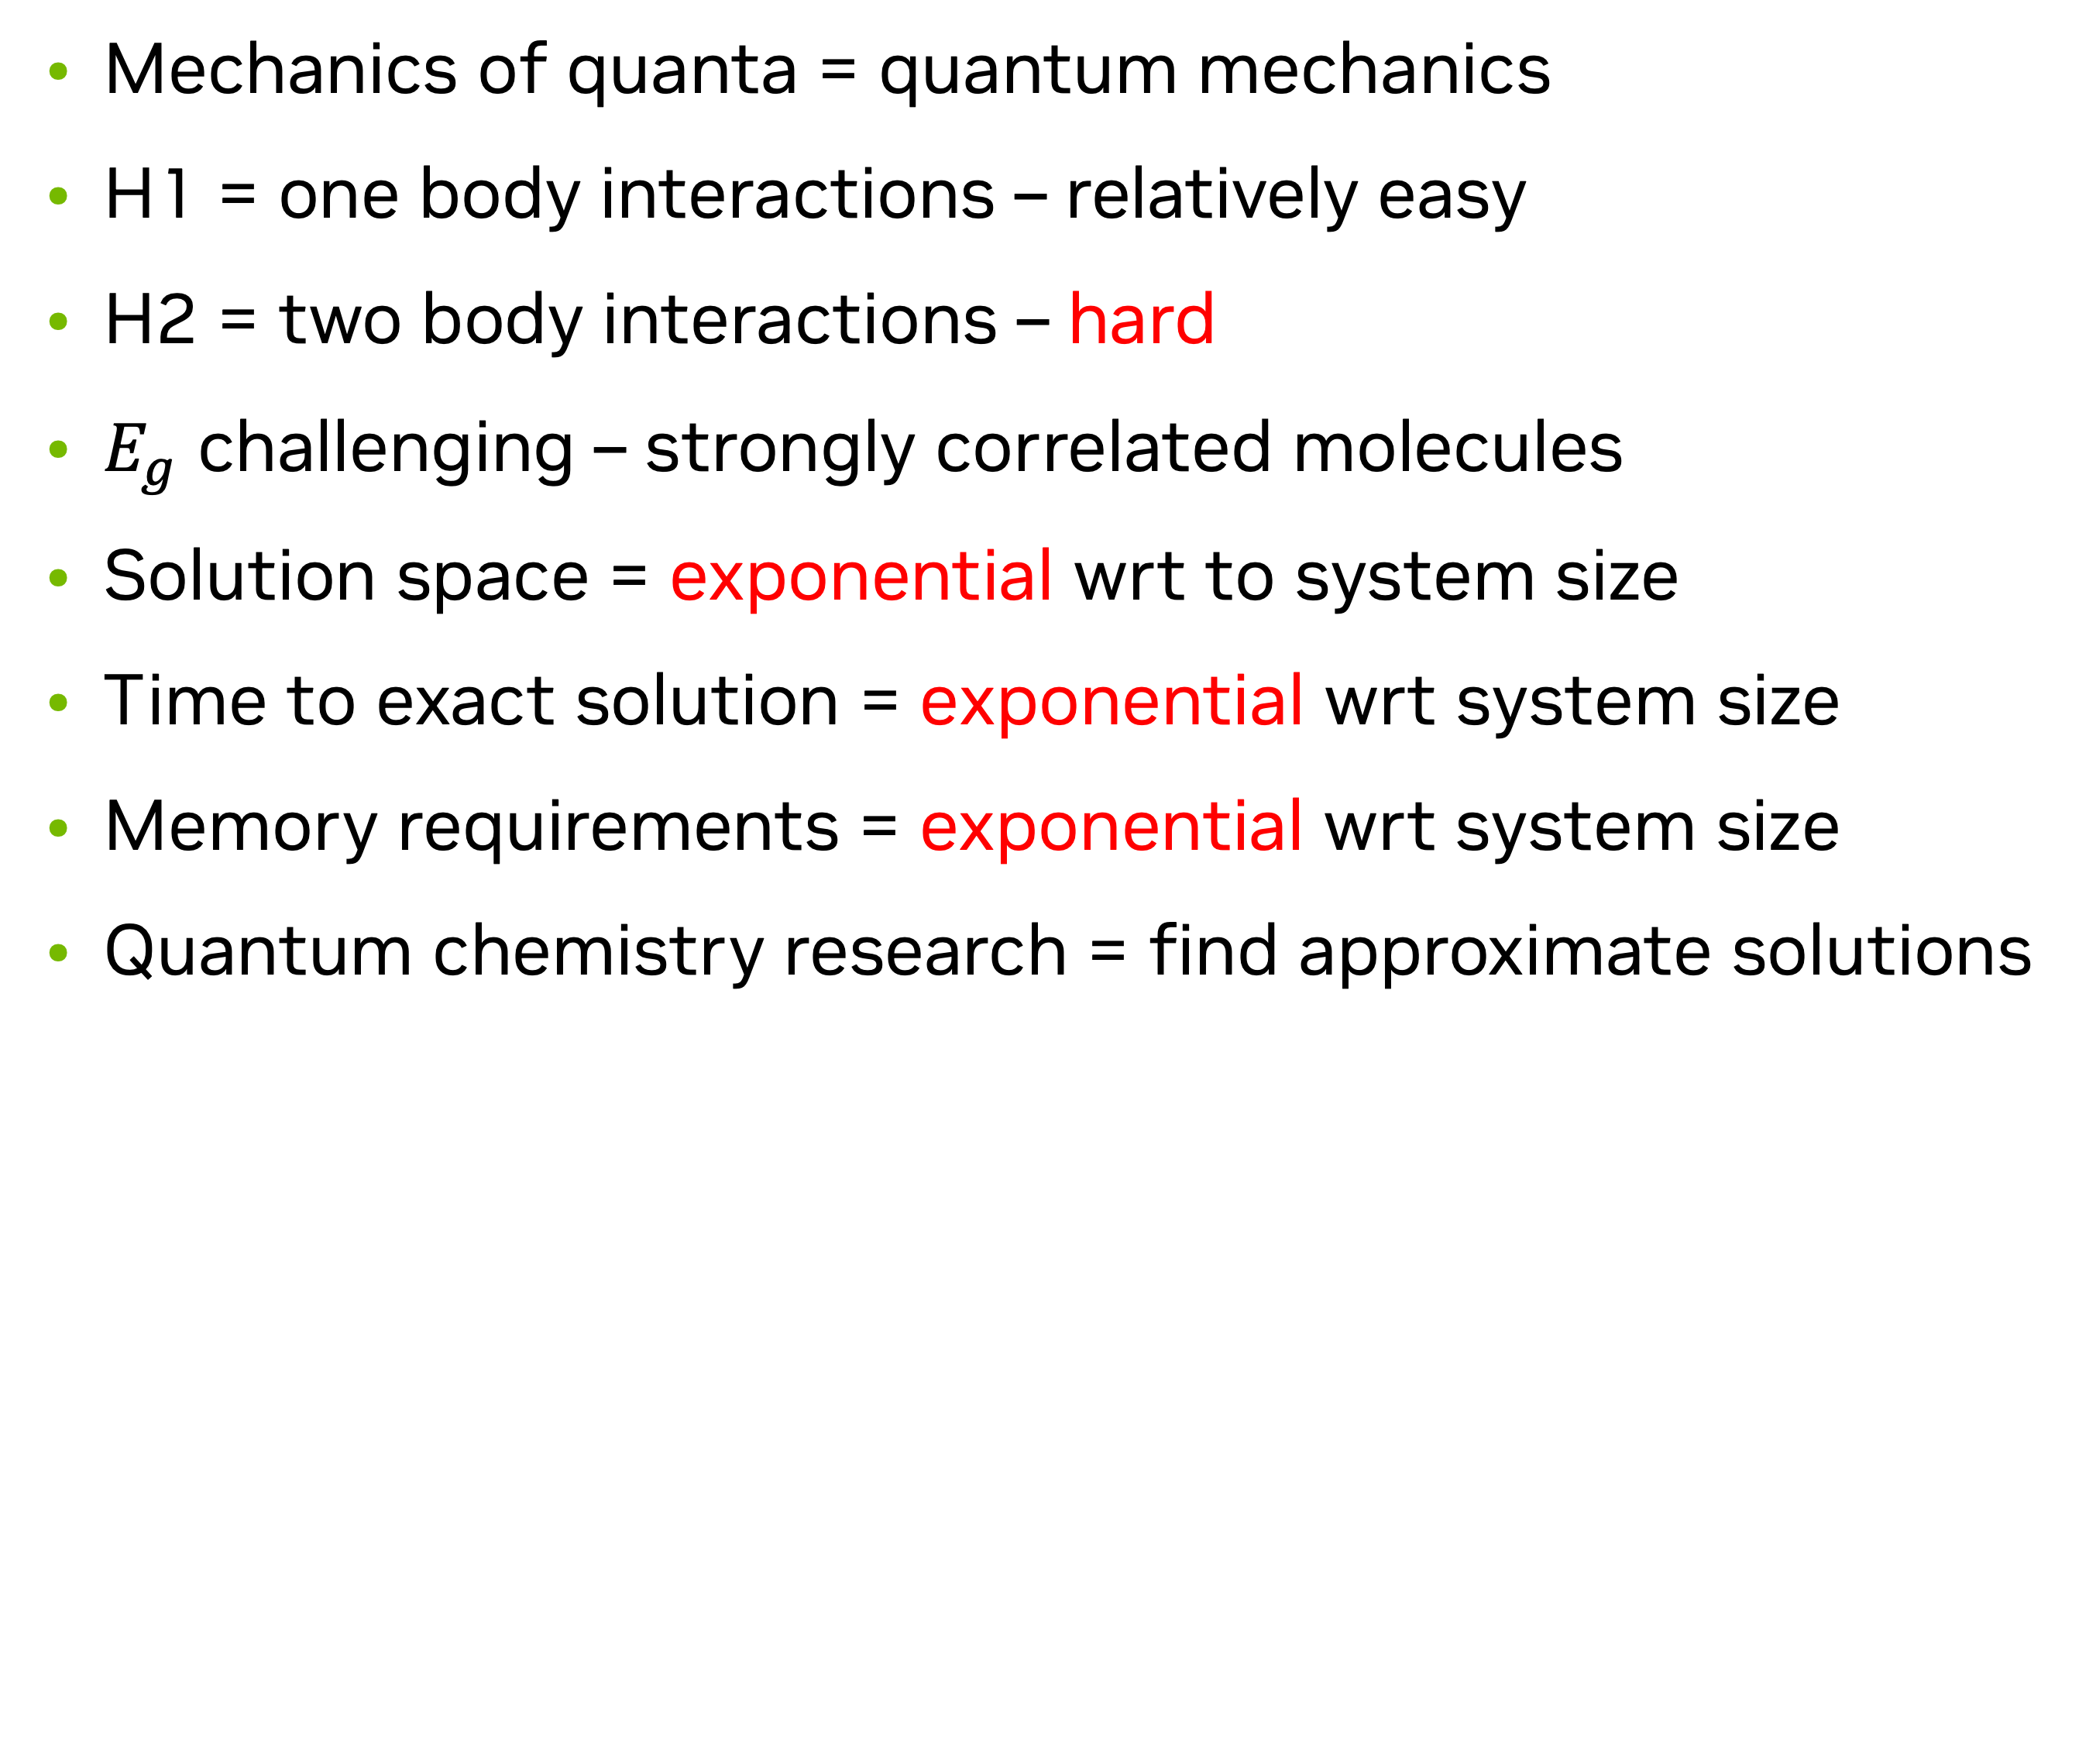 • Mechanics of quanta = quantum mechanics
• H1 = one body interactions – relatively easy
• H2 = two body interactions – hard
• E_g challenging – strongly correlated molecules
• Solution space = exponential wrt to system size
• Time to exact solution = exponential wrt system size
• Memory requirements = exponential wrt system size
• Quantum chemistry research = find approximate solutions